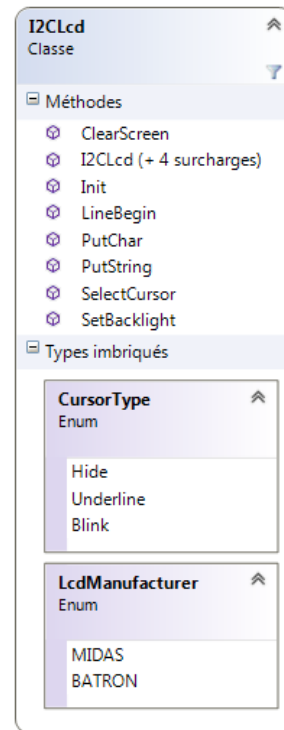 I2CLcd
Classe
Méthodes
ClearScreen
I2CLcd (+ 4 surcharges)
Init
LineBegin
PutChar
PutString
SelectCursor
SetBacklight
Types imbriqués
CursorType
Enum
Hide
Underline
Blink
LcdManufacturer
Enum
MIDAS
BATRON